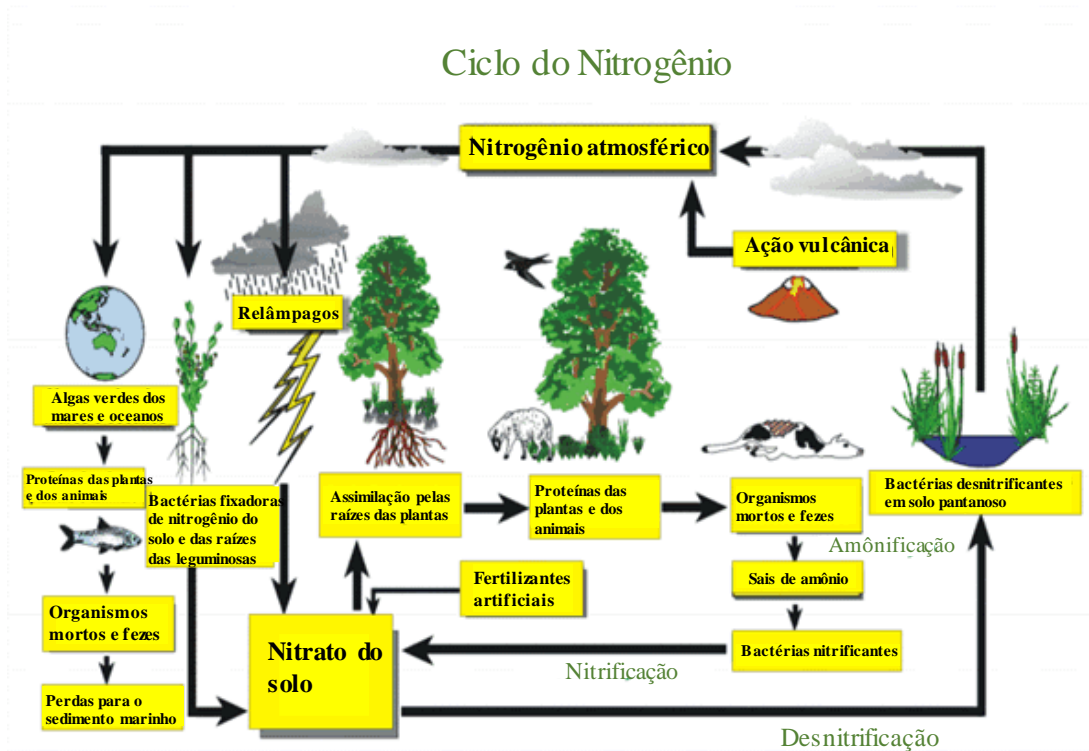 Ciclo do Nitrogênio
Nitrogênio atmosférico
Ação vulcânica
Relâmpagos
Algas verdes dos
mares e oceanos
Proteínas das plantas
e dos animais
Bactérias fixadoras
de nitrogênio do
solo e das raízes
das leguminosas
Assimilação pelas
raízes das plantas
Proteínas das
plantas e dos
animais
Organismos
mortos e fezes
Bactérias desnitrificantes
em solo pantanoso
Amônificação
Sais de amônio
Fertilizantes
artificiais
Organismos
mortos e fezes
Nitrato do
solo
Bactérias nitrificantes
Nitrificação
Perdas para o
sedimento marinho
Desnitrificação